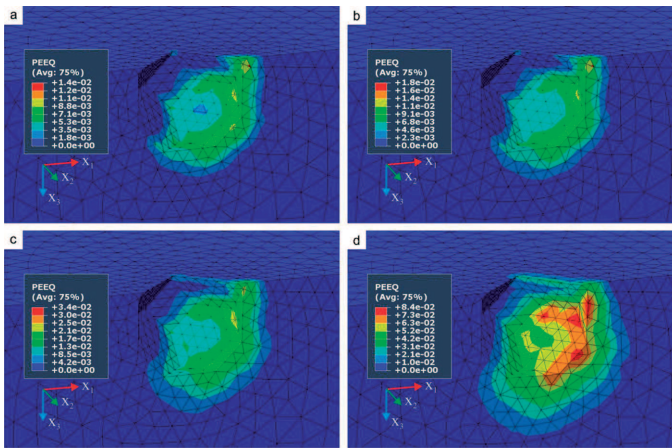 a
PEEQ
(Avg: 75%)
+1.4e-02
+1.2e-02
+1.1e-02
+8.8e-03
+7.1e-03
+5.3e-03
+3.5e-03
+1.8e-03
+0.0e+00
X₁
X₂
X₃
b
PEEQ
(Avg: 75%)
+1.8e-02
+1.6e-02
+1.4e-02
+1.1e-02
+9.1e-03
+6.8e-03
+4.6e-03
+2.3e-03
+0.0e+00
X₁
X₂
X₃
c
PEEQ
(Avg: 75%)
+3.4e-02
+3.0e-02
+2.5e-02
+2.1e-02
+1.7e-02
+1.3e-02
+8.5e-03
+4.2e-03
+0.0e+00
X₁
X₂
X₃
d
PEEQ
(Avg: 75%)
+8.4e-02
+7.3e-02
+6.3e-02
+5.2e-02
+4.2e-02
+3.1e-02
+2.1e-02
+1.0e-02
+0.0e+00
X₁
X₂
X₃